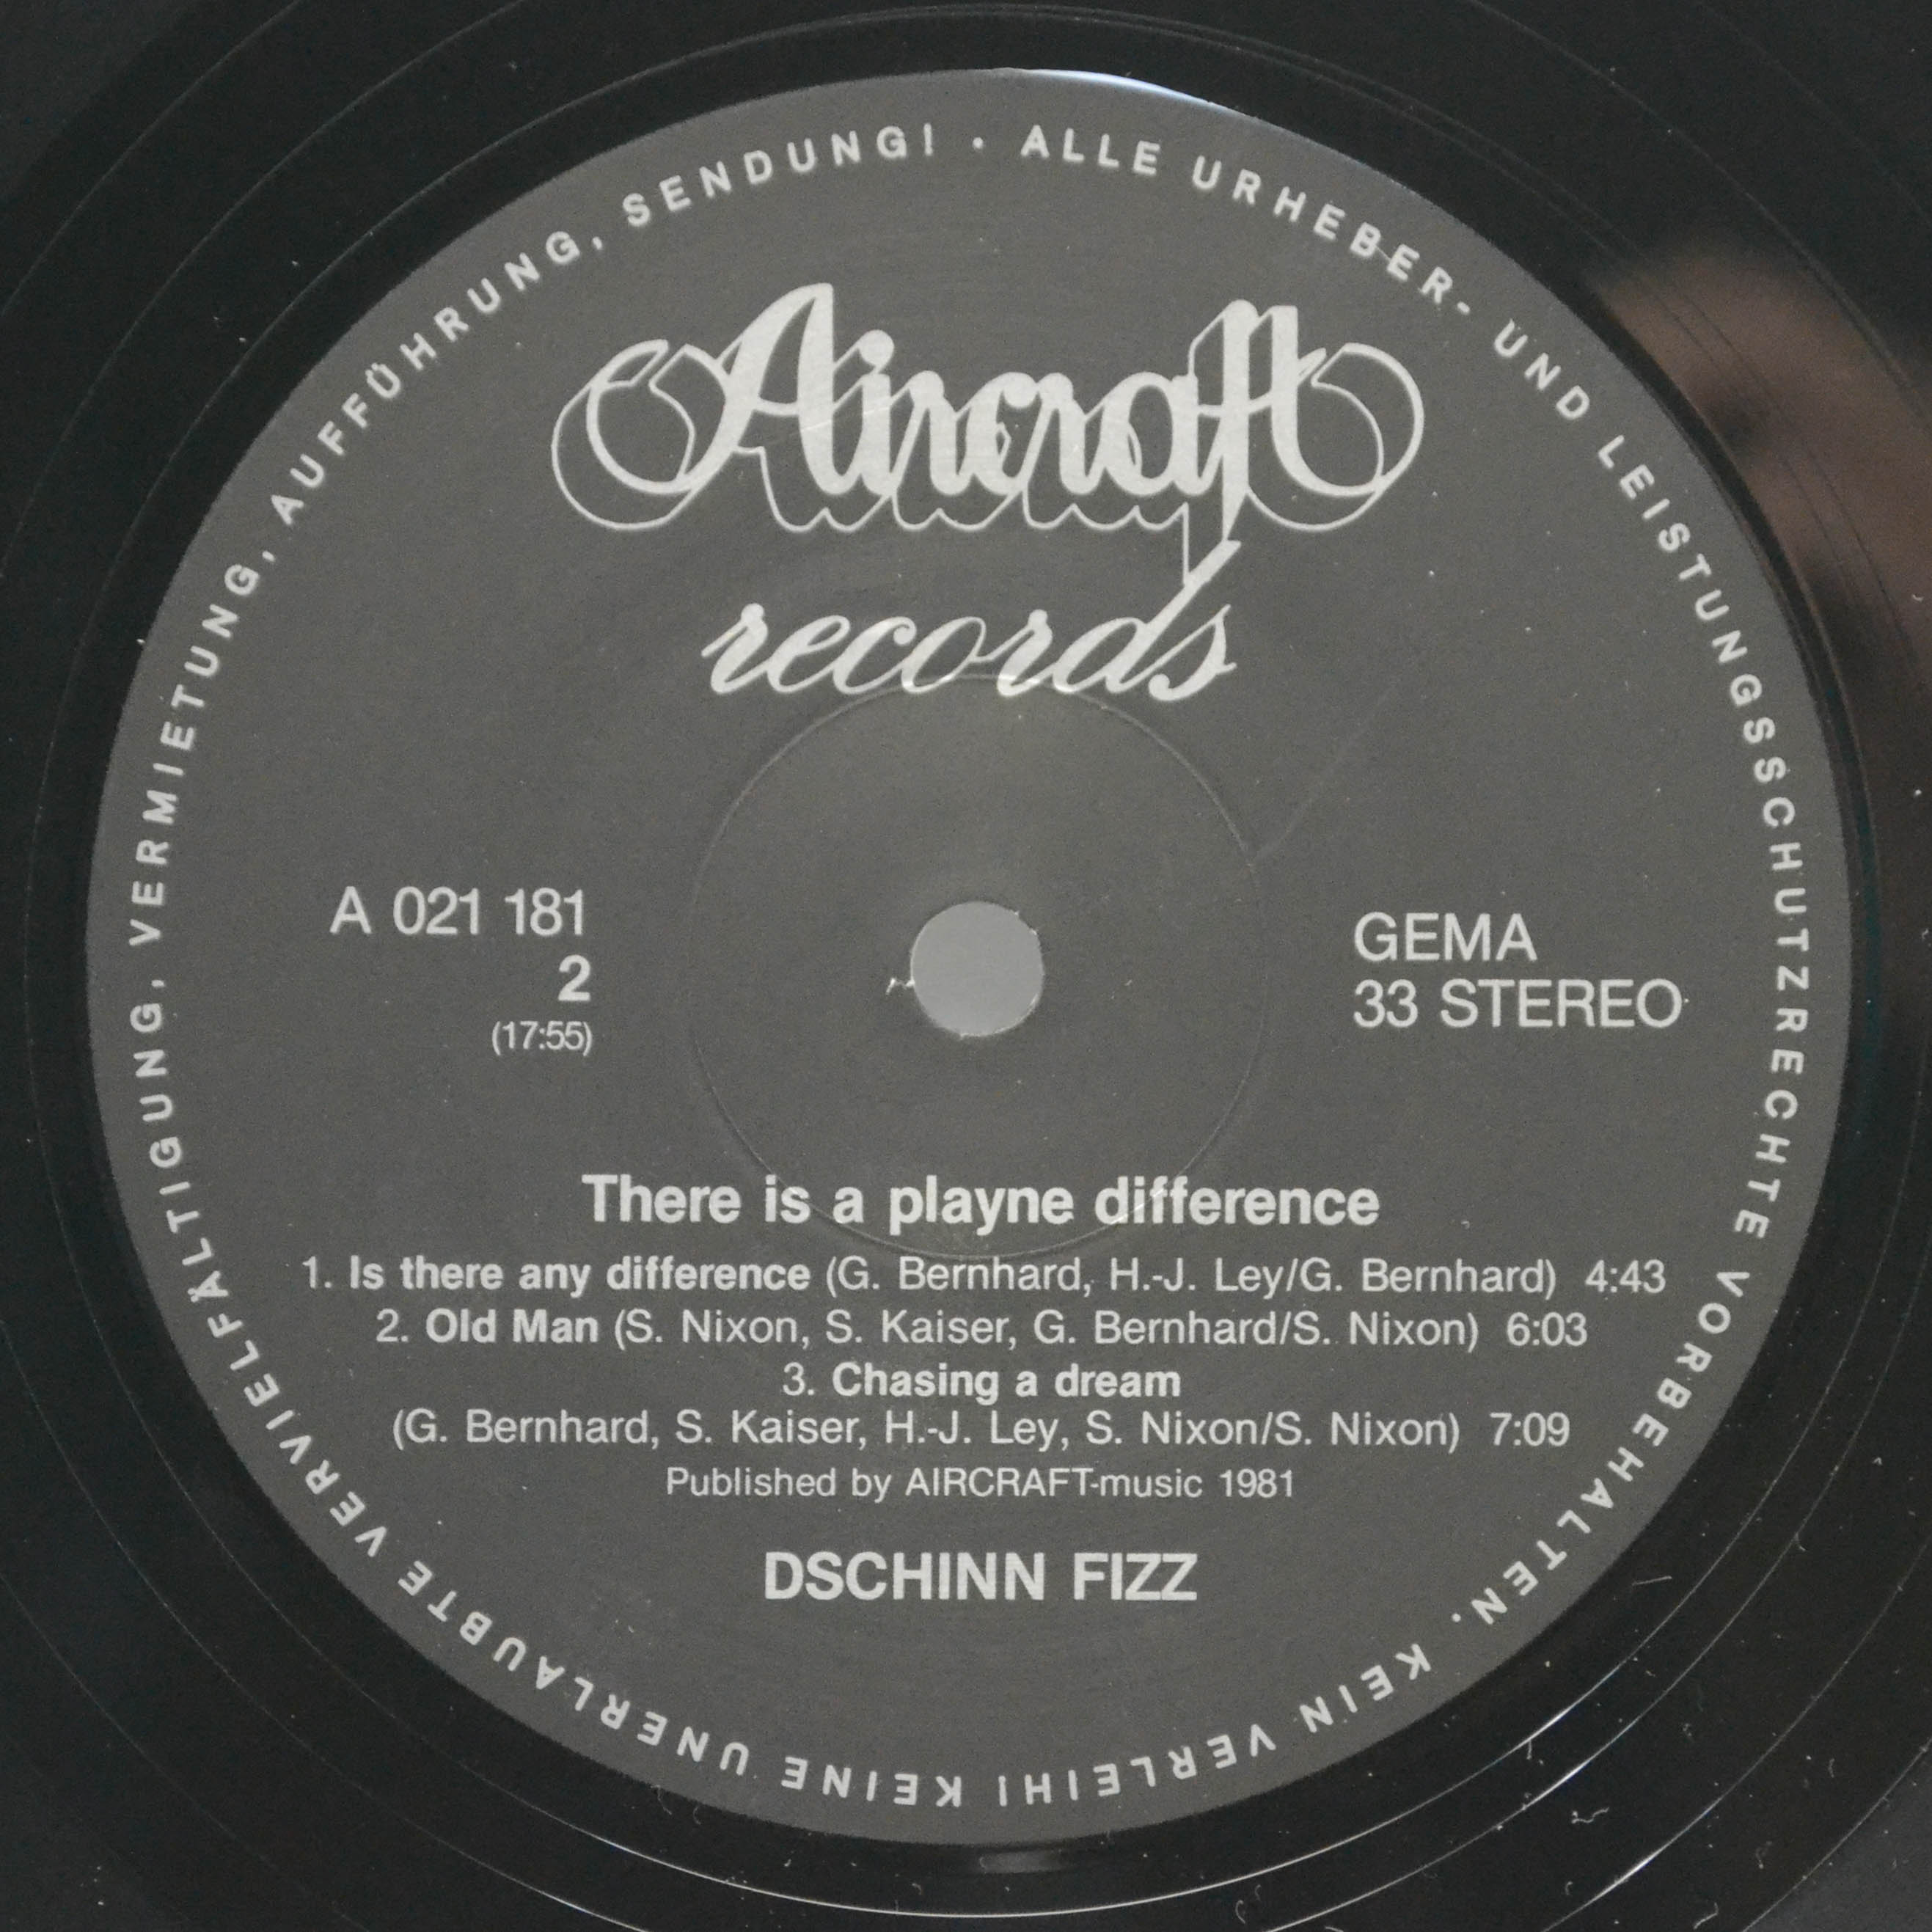 ALLE URHEBER- UND LEISTUNGSSCHUTZRECHTE VORBEHALTEN. KEIN VERLEIH! KEINE UNERLAUBTE VERVIELFÄLTIGUNG, VERMIETUNG, AUFFÜHRUNG, SENDUNG! •
Aircraft
records
A 021 181
2
(17:55)
GEMA
33 STEREO
There is a playne difference
1. Is there any difference (G. Bernhard, H.-J. Ley/G. Bernhard) 4:43
2. Old Man (S. Nixon, S. Kaiser, G. Bernhard/S. Nixon) 6:03
3. Chasing a dream
(G. Bernhard, S. Kaiser, H.-J. Ley, S. Nixon/S. Nixon) 7:09
Published by AIRCRAFT-music 1981
DSCHINN FIZZ